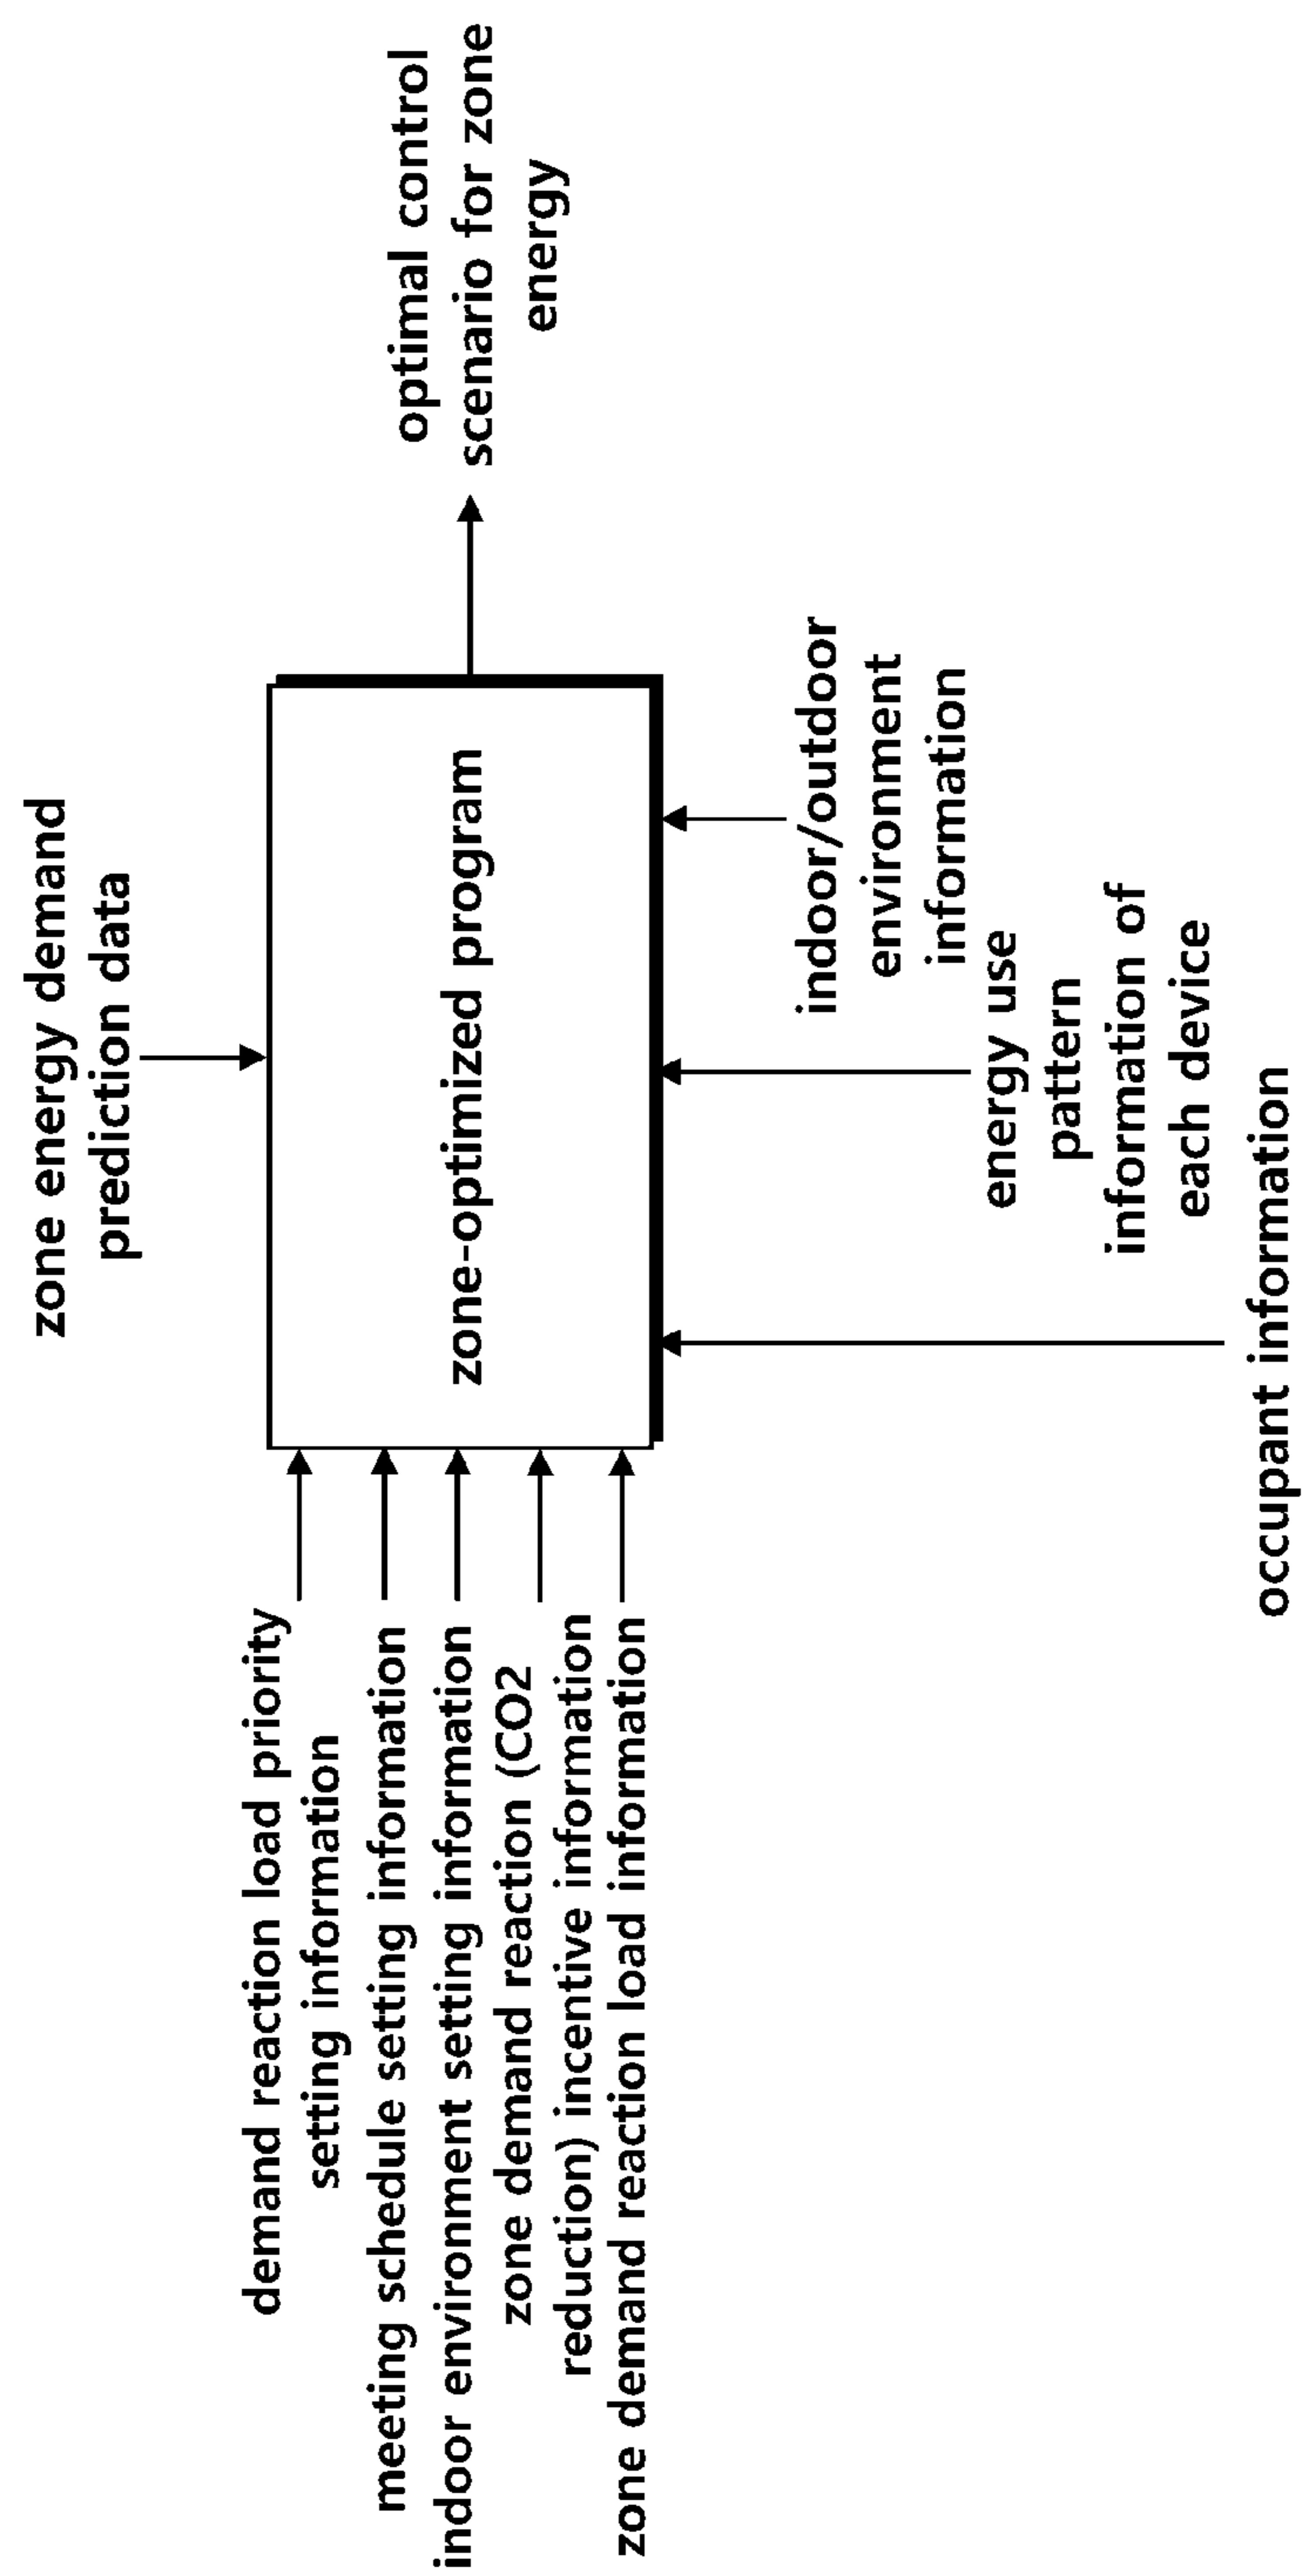 zone energy demand
prediction data
demand reaction load priority
setting information
meeting schedule setting information
indoor environment setting information
zone demand reaction (CO2
reduction) incentive information
zone demand reaction load information
zone-optimized program
optimal control
scenario for zone
energy
indoor/outdoor
environment
information
energy use
pattern
information of
each device
occupant information